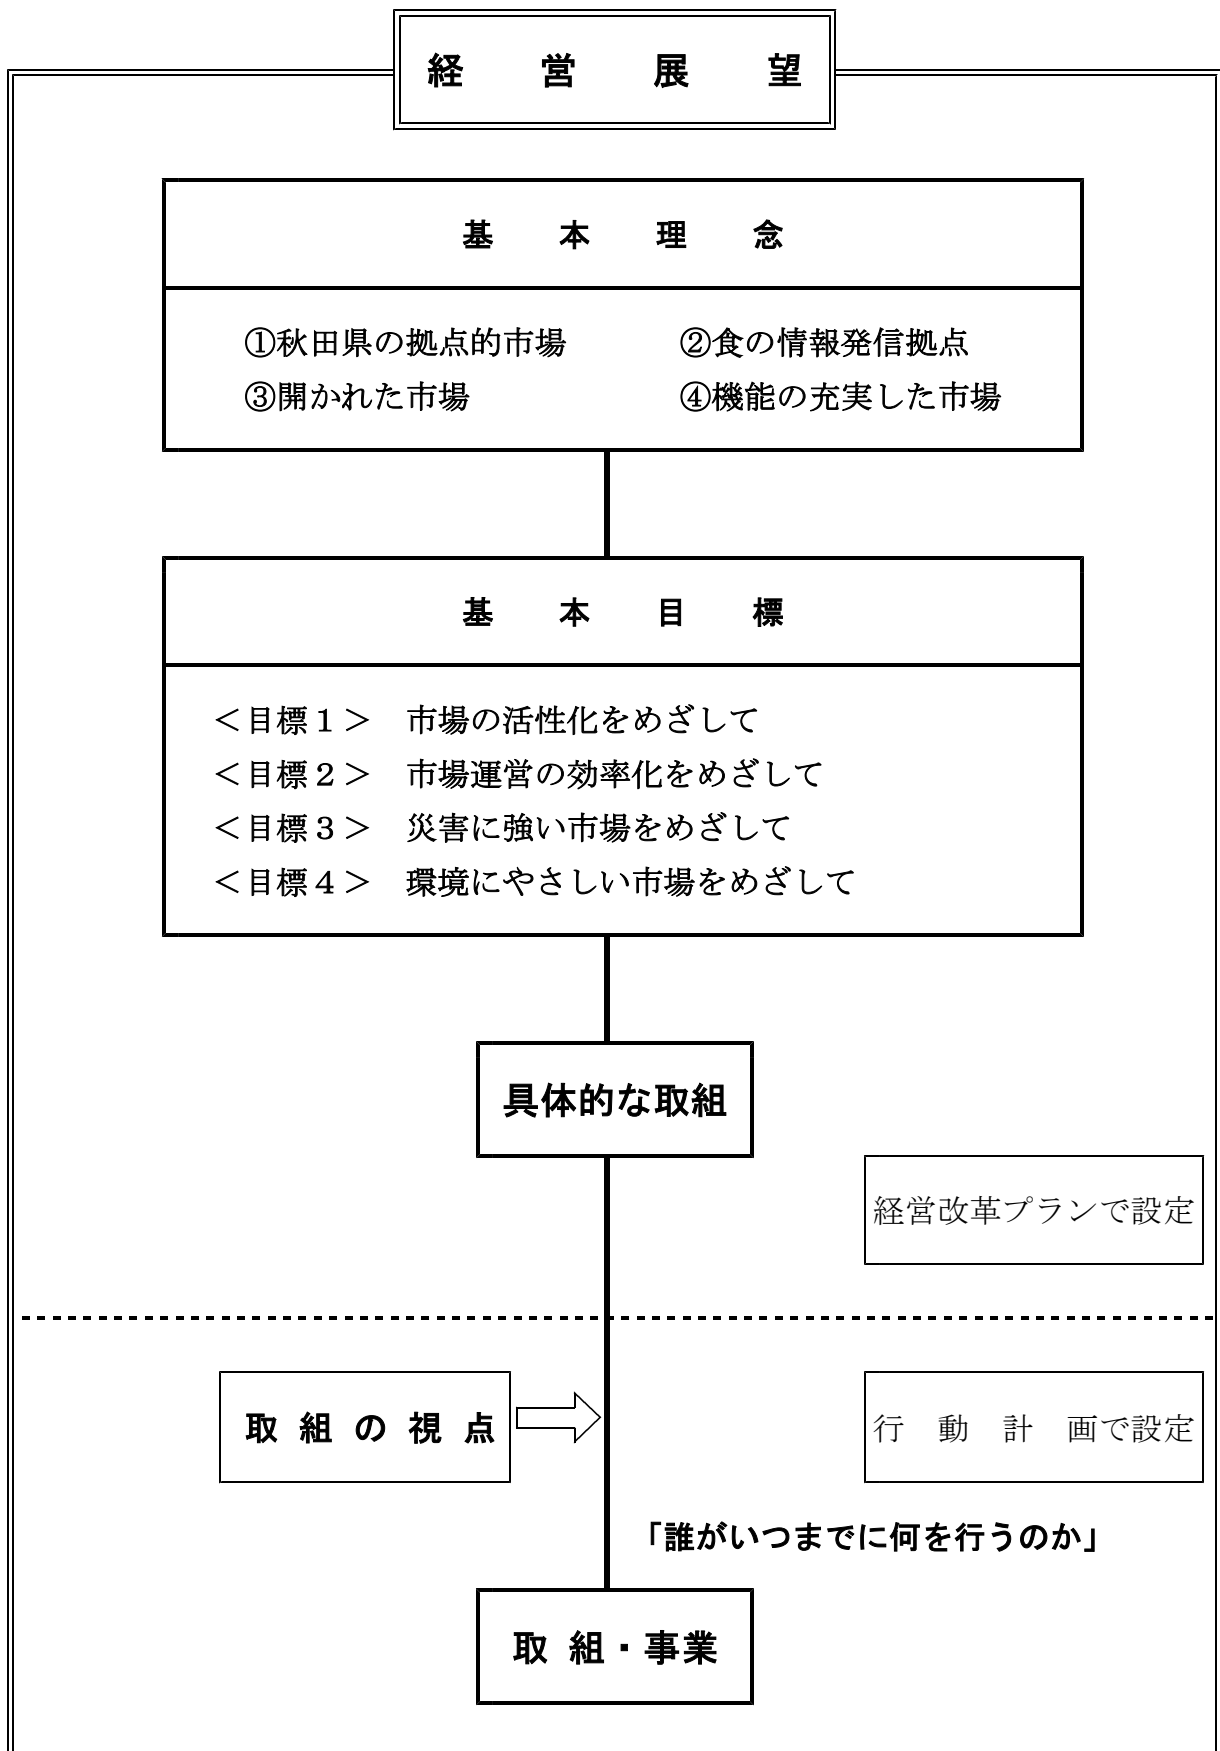 経　営　展　望
基　本　理　念
①秋田県の拠点的市場　②食の情報発信拠点
③開かれた市場　④機能の充実した市場
基　本　目　標
＜目標１＞　市場の活性化をめざして
＜目標２＞　市場運営の効率化をめざして
＜目標３＞　災害に強い市場をめざして
＜目標４＞　環境にやさしい市場をめざして
具体的な取組
経営改革プランで設定
取 組 の 視 点
行　動　計　画で設定
「誰がいつまでに何を行うのか」
取 組・事業